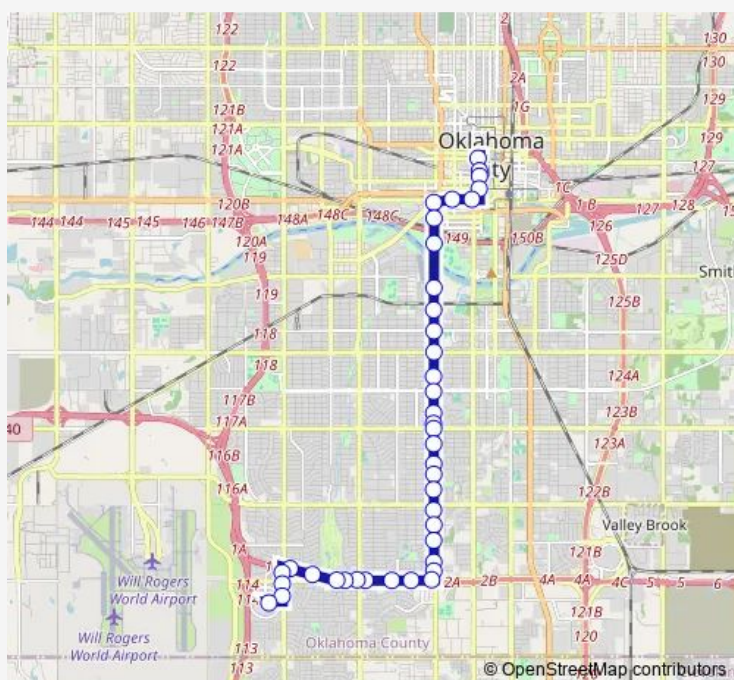 122
122
121B
121A
121A
2
2A
1G
130
130
129
129
Oklahoma
City
127
1C
1 B
127
128
126
120B
144
144
145
145
146
147B
148A
148C
148C
149
150B
120A
119
119
125D
Smit
125B
118
118
124A
117B
117A
40
116B
123B
123A
116A
122B
Valley Brook
1A
121B
Will Rogers
World Airport
114
2A
2B
4A
4A
4C
5
5
6
121B
Will Rogers
World Airport
Oklahoma County
120
113
113
© OpenStreetMap contributors